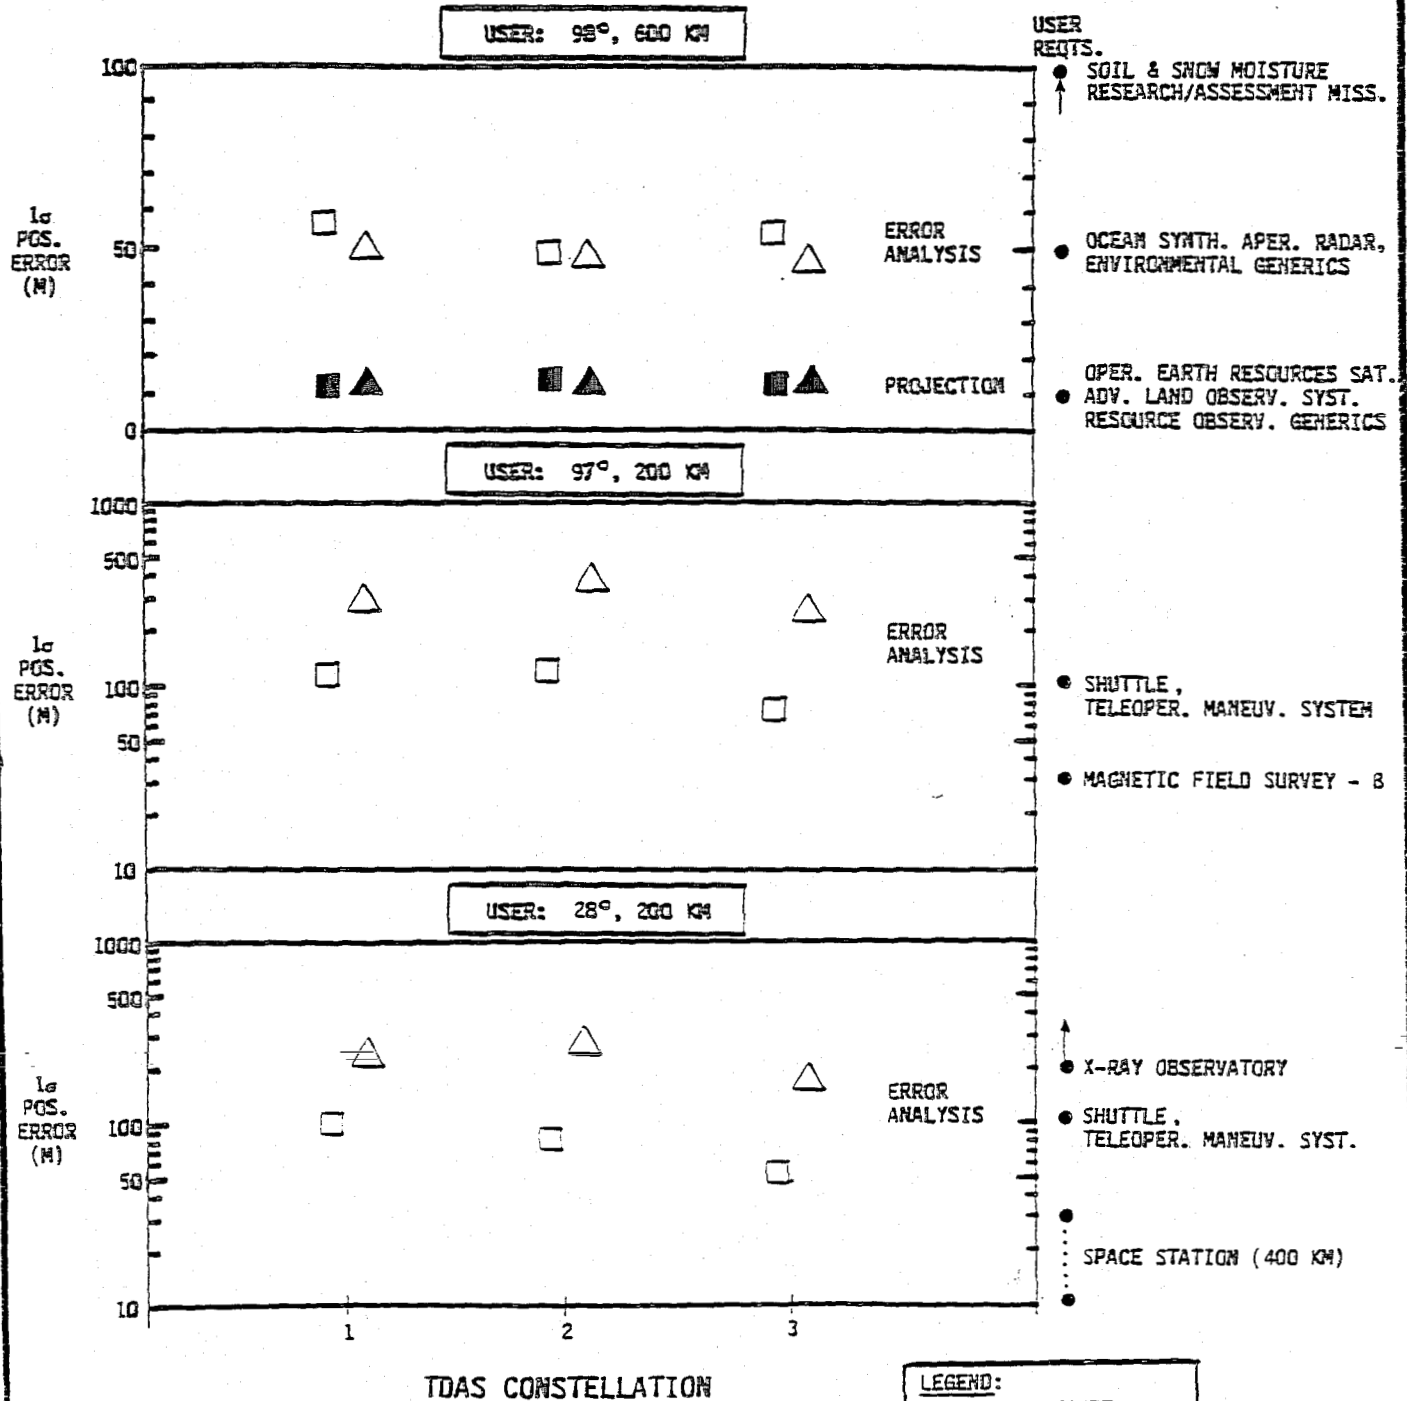 USER: 98°, 600 KM
USER
REQTS.
100
SOIL & SNOW MOISTURE
RESEARCH/ASSESSMENT MISS.
1σ
POS.
ERROR
(M)
50
ERROR
ANALYSIS
OCEAN SYNTH. APER. RADAR,
ENVIRONMENTAL GENERICS
PROJECTION
OPER. EARTH RESOURCES SAT.
ADV. LAND OBSERV. SYST.
RESOURCE OBSERV. GENERICS
0
USER: 97°, 200 KM
1000
500
1σ
POS.
ERROR
(M)
100
50
10
ERROR
ANALYSIS
SHUTTLE,
TELEOPER. MANEUV. SYSTEM
MAGNETIC FIELD SURVEY - B
USER: 28°, 200 KM
1000
500
1σ
POS.
ERROR
(M)
100
50
10
ERROR
ANALYSIS
X-RAY OBSERVATORY
SHUTTLE,
TELEOPER. MANEUV. SYST.
SPACE STATION (400 KM)
1
2
3
TDAS CONSTELLATION
LEGEND: